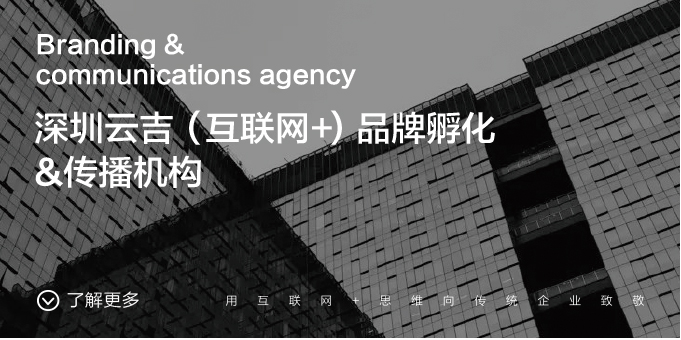 Branding &
communications agency
深圳云吉（互联网+）品牌孵化
&传播机构
了解更多
用互联网+思维向传统企业致敬